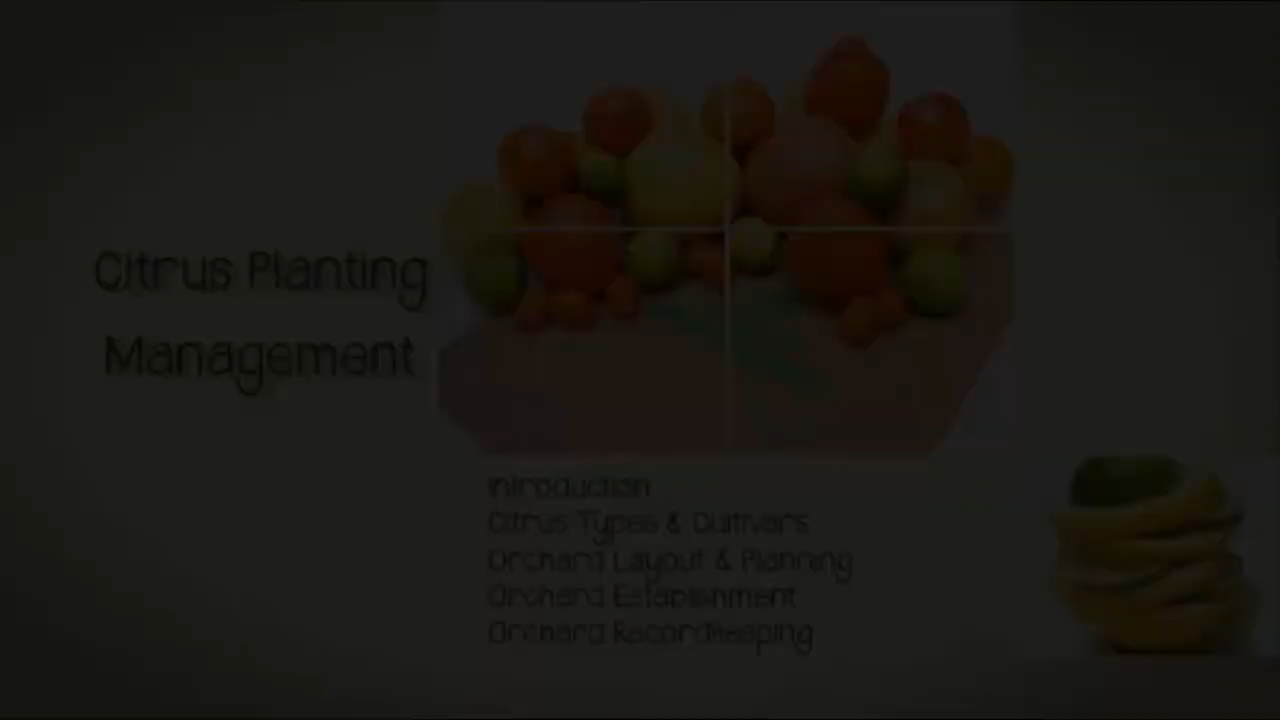 Citrus Planting
Management
Introduction
Citrus Types & Cultivars
Orchard Layout & Planning
Orchard Establishment
Orchard Recordkeeping